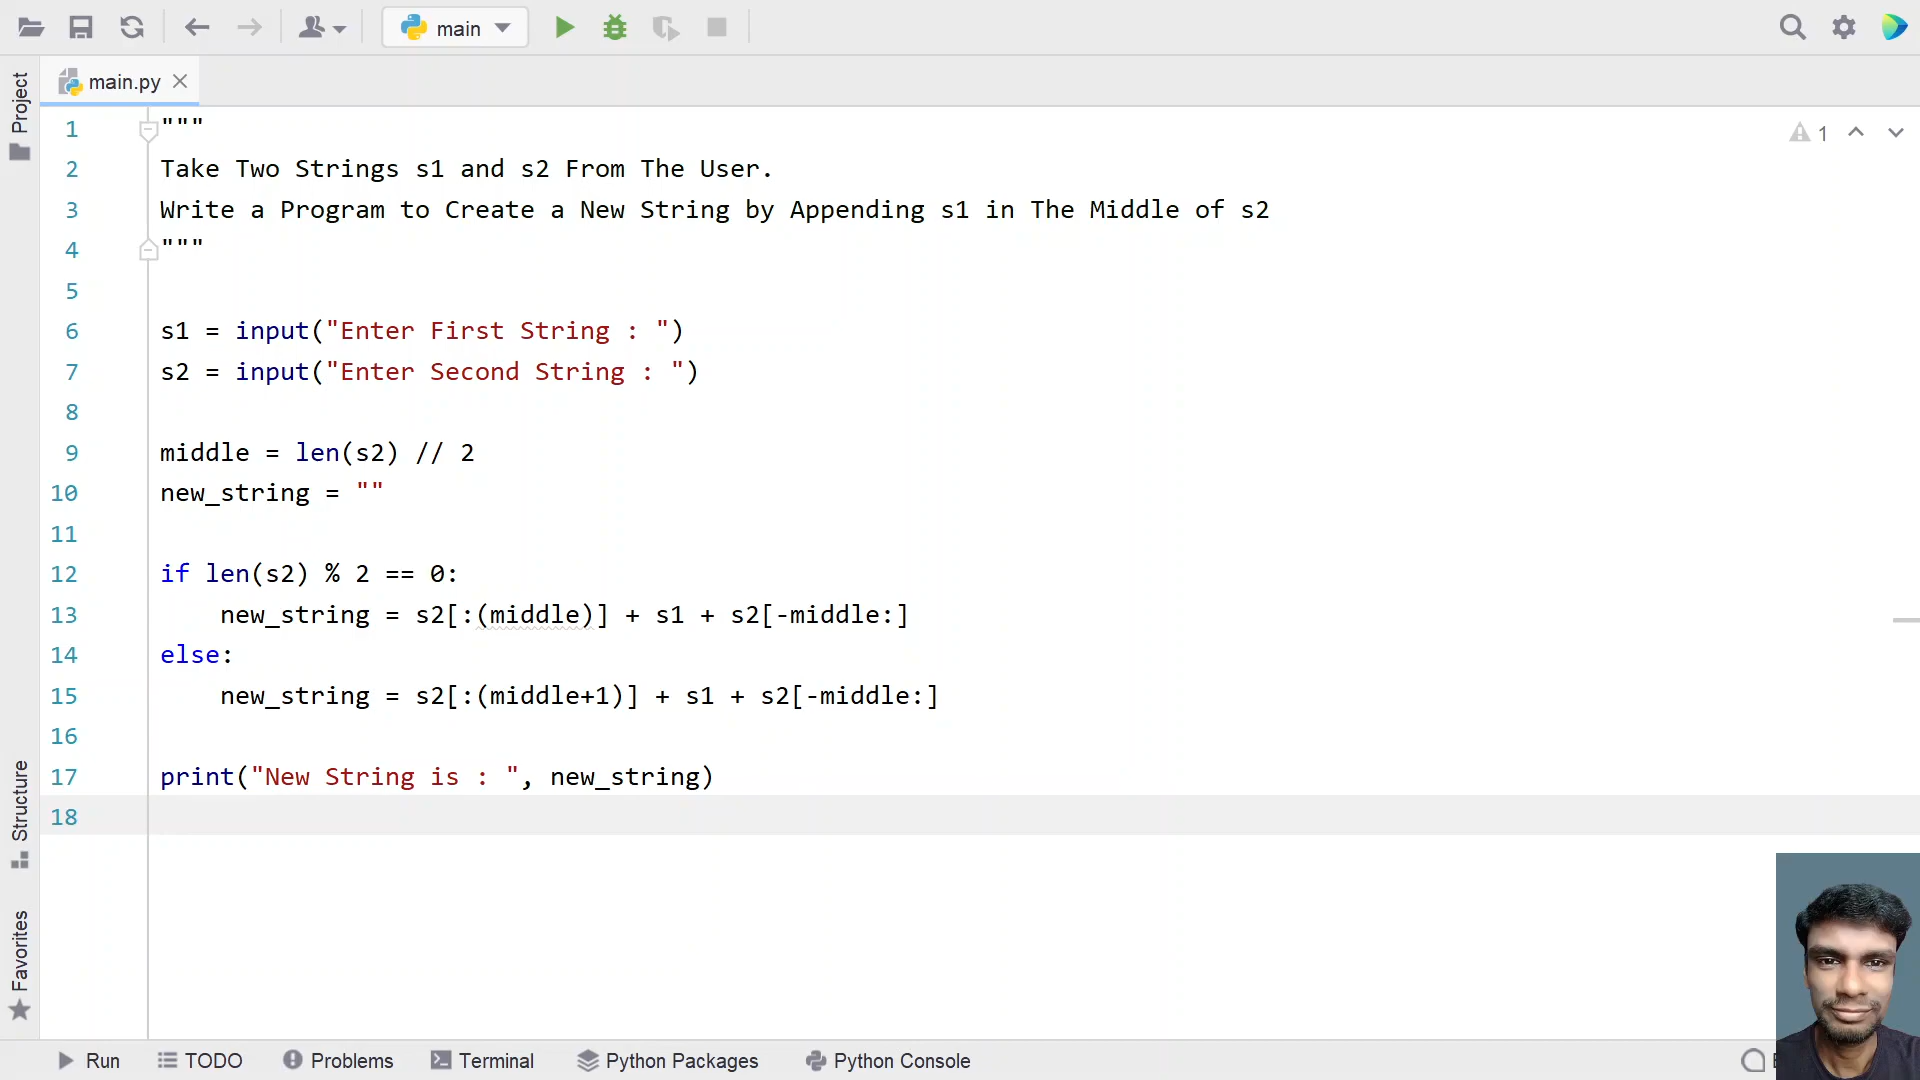 main
main.py
Project
1
1 """
2 Take Two Strings s1 and s2 From The User.
3 Write a Program to Create a New String by Appending s1 in The Middle of s2
4 """
5
6 s1 = input("Enter First String : ")
7 s2 = input("Enter Second String : ")
8
9 middle = len(s2) // 2
10 new_string = ""
11
12 if len(s2) % 2 == 0:
13     new_string = s2[:(middle)] + s1 + s2[-middle:]
14 else:
15     new_string = s2[:(middle+1)] + s1 + s2[-middle:]
16
17 print("New String is : ", new_string)
18
Structure
Favorites
Run TODO Problems Terminal Python Packages Python Console